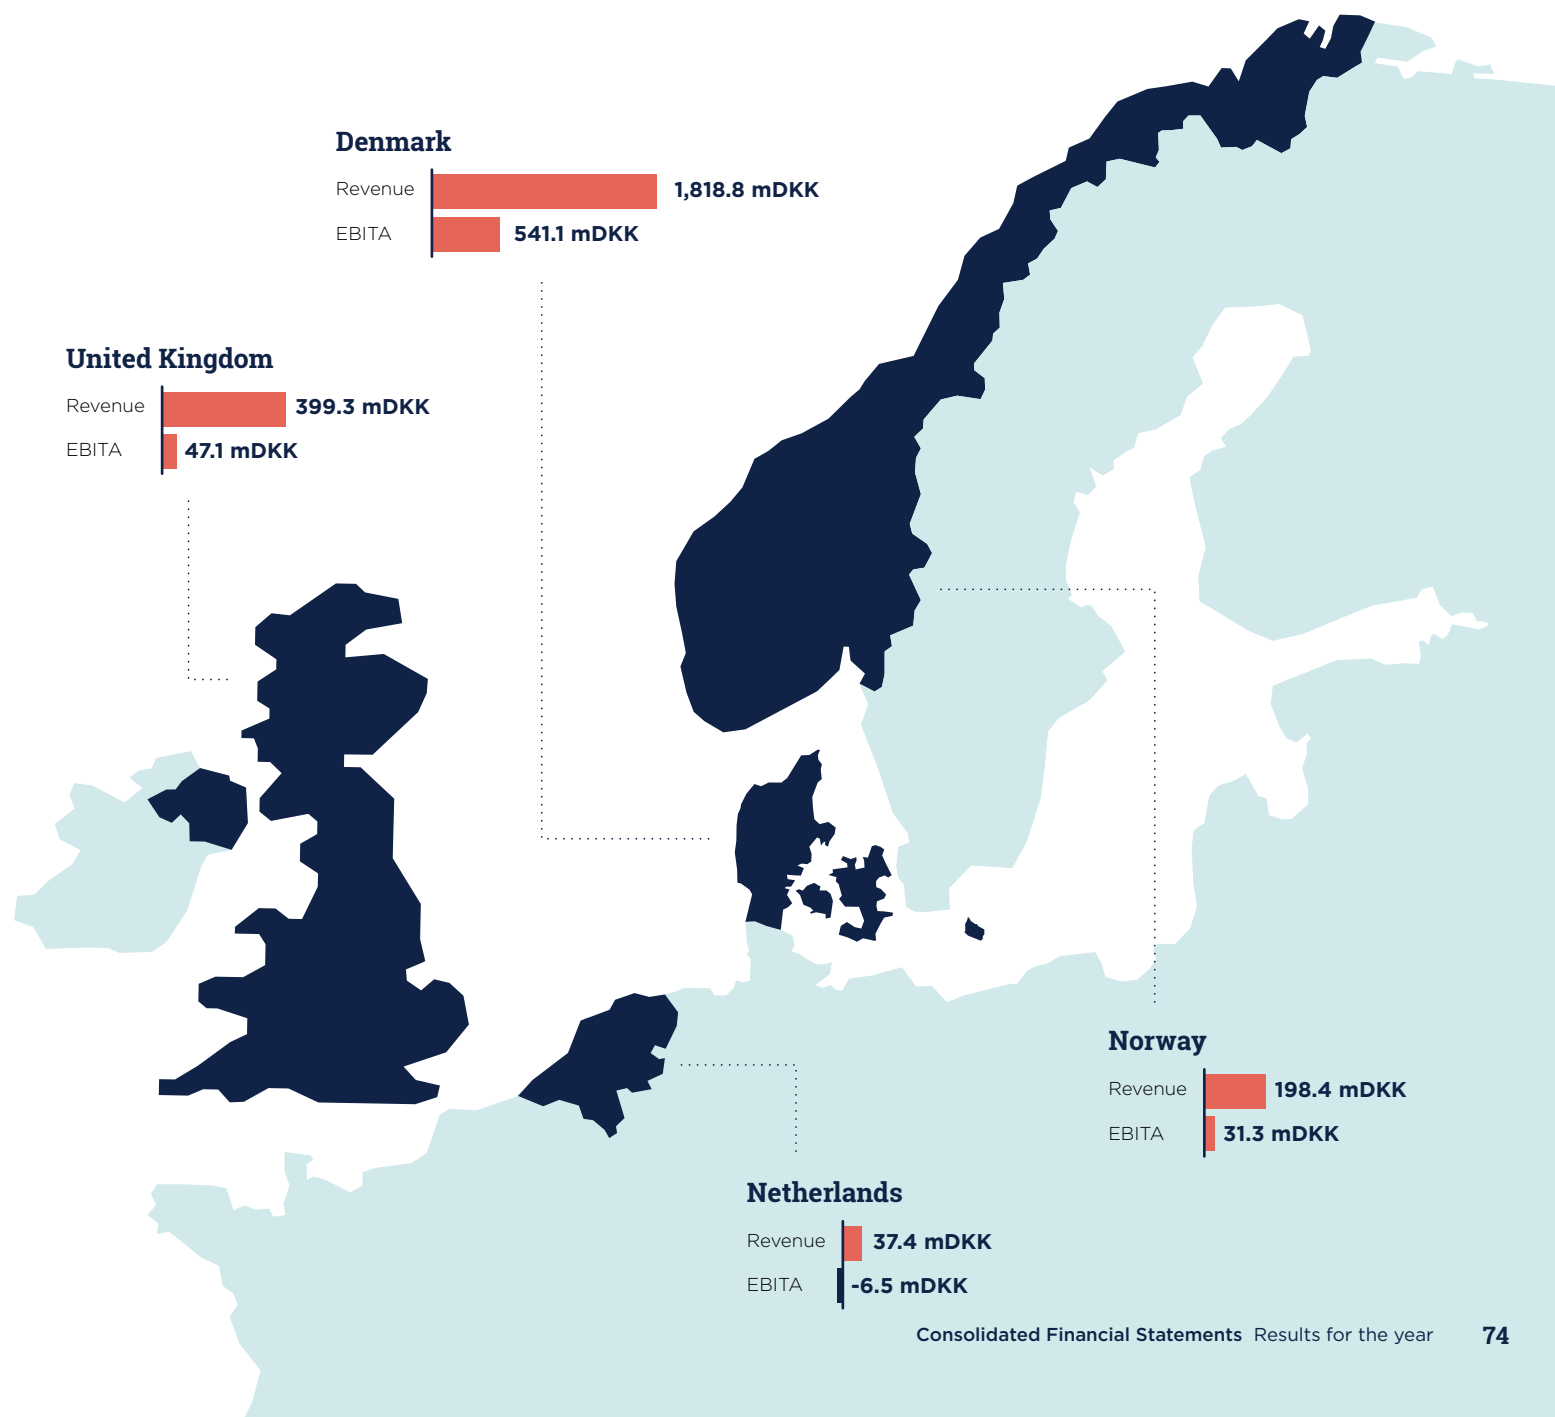 Denmark
Revenue 1,818.8 mDKK
EBITA 541.1 mDKK
United Kingdom
Revenue 399.3 mDKK
EBITA 47.1 mDKK
Norway
Revenue 198.4 mDKK
EBITA 31.3 mDKK
Netherlands
Revenue 37.4 mDKK
EBITA -6.5 mDKK
Consolidated Financial Statements Results for the year 74